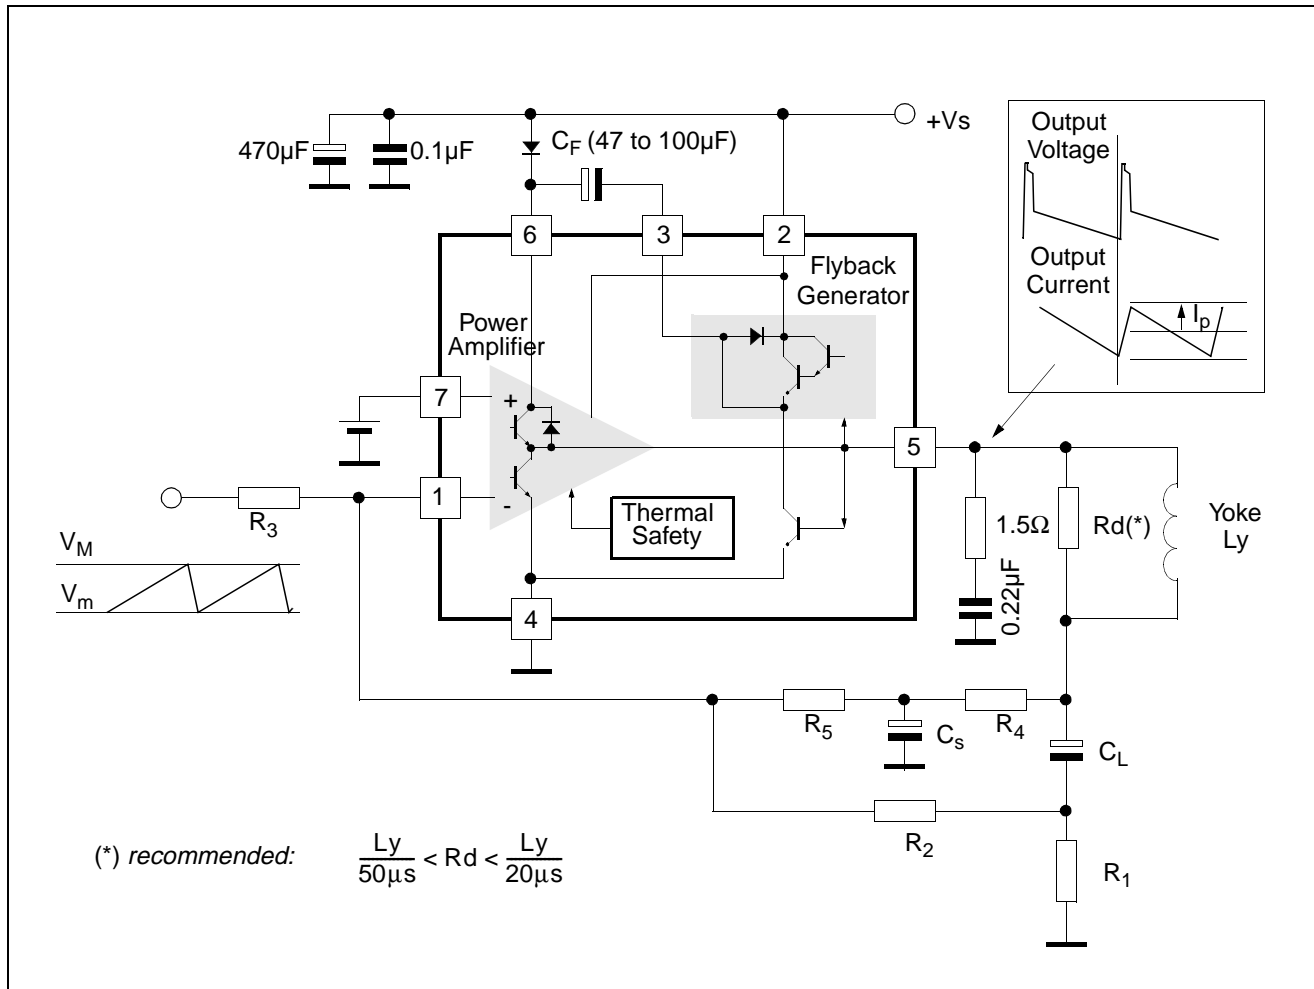 +Vs
470µF
0.1µF
C_F (47 to 100µF)
Output
Voltage
Output
Current
I_p
6
3
2
Flyback
Generator
Power
Amplifier
7
+
1
-
5
Thermal
Safety
4
R_3
V_M
V_m
1.5Ω
0.22µF
Rd(*)
Yoke
Ly
R_5
C_s
R_4
C_L
R_2
R_1
(*) recommended: Ly/50µs < Rd < Ly/20µs